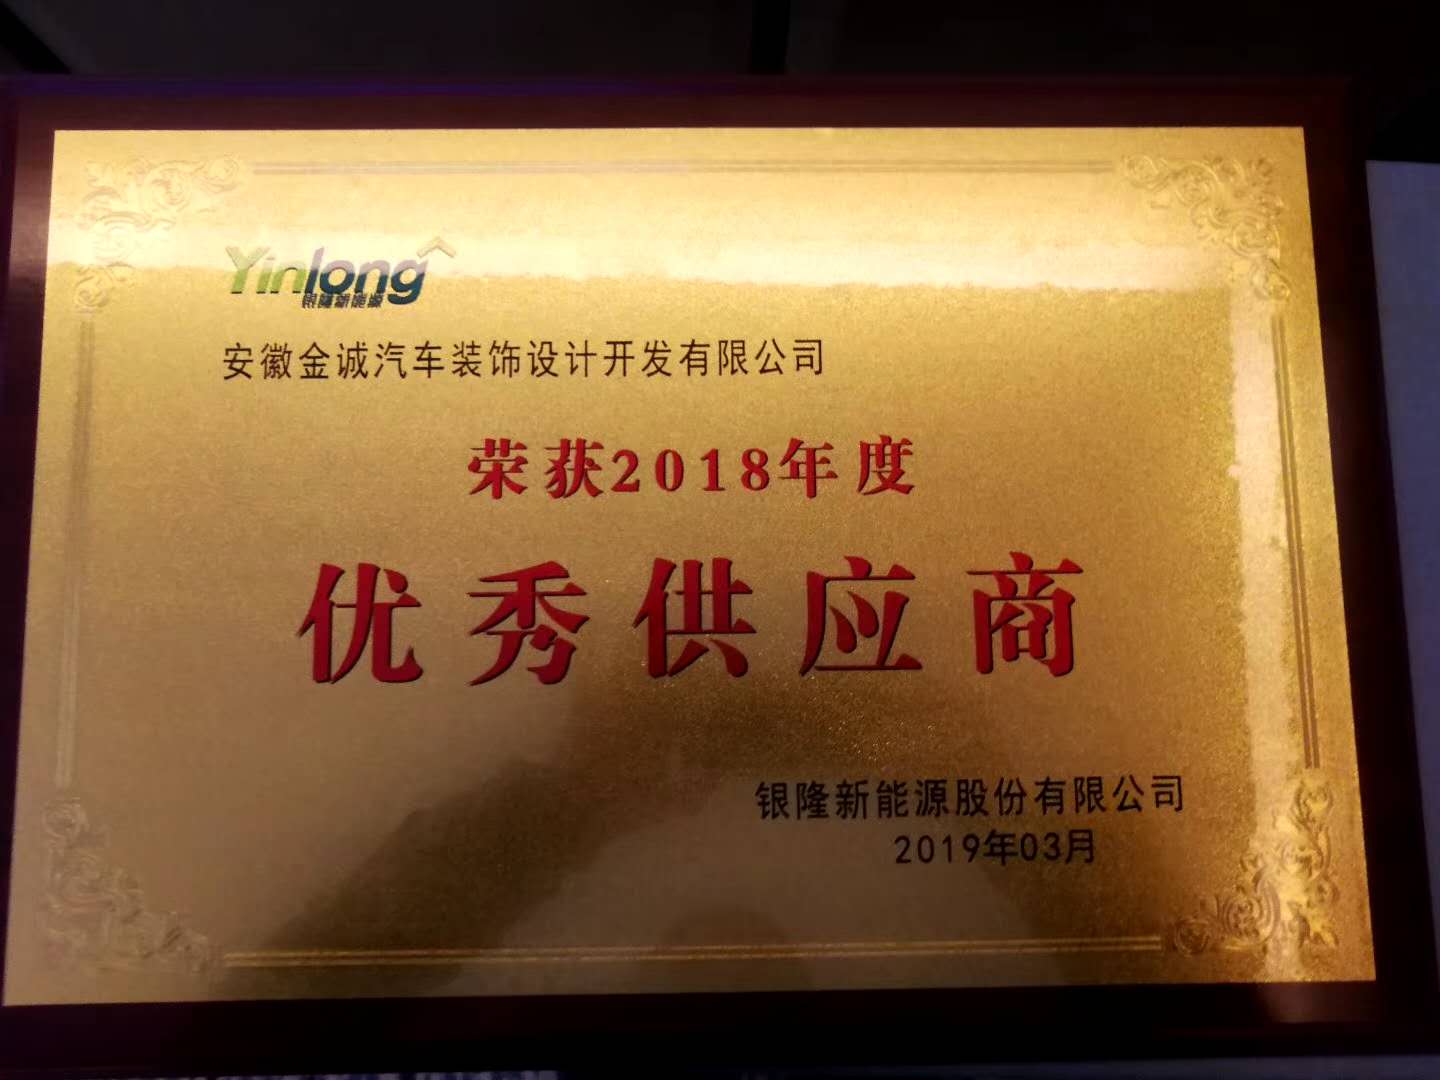 Yinlong
银隆新能源
安徽金诚汽车装饰设计开发有限公司
荣获2018年度
优秀供应商
银隆新能源股份有限公司
2019年03月